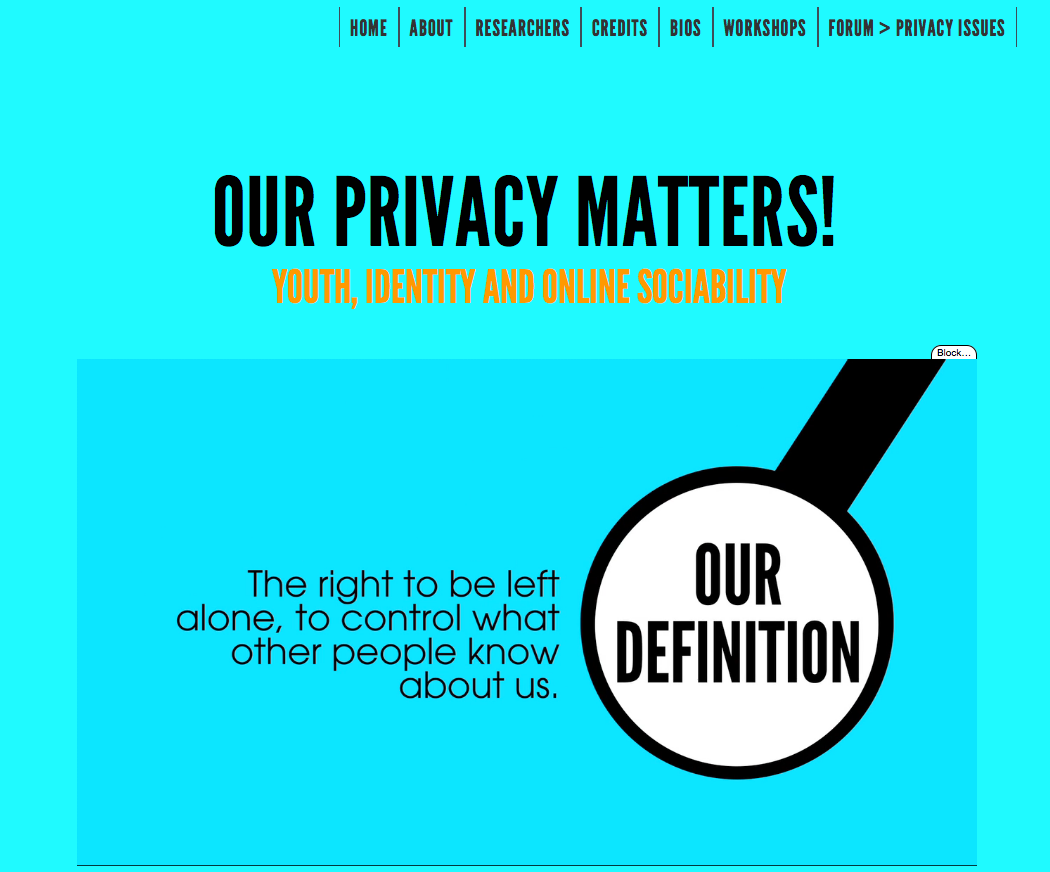 HOME ABOUT RESEARCHERS CREDITS BIOS WORKSHOPS FORUM > PRIVACY ISSUES
OUR PRIVACY MATTERS!
YOUTH, IDENTITY AND ONLINE SOCIABILITY
Block...
The right to be left
alone, to control what
other people know
about us.
OUR
DEFINITION